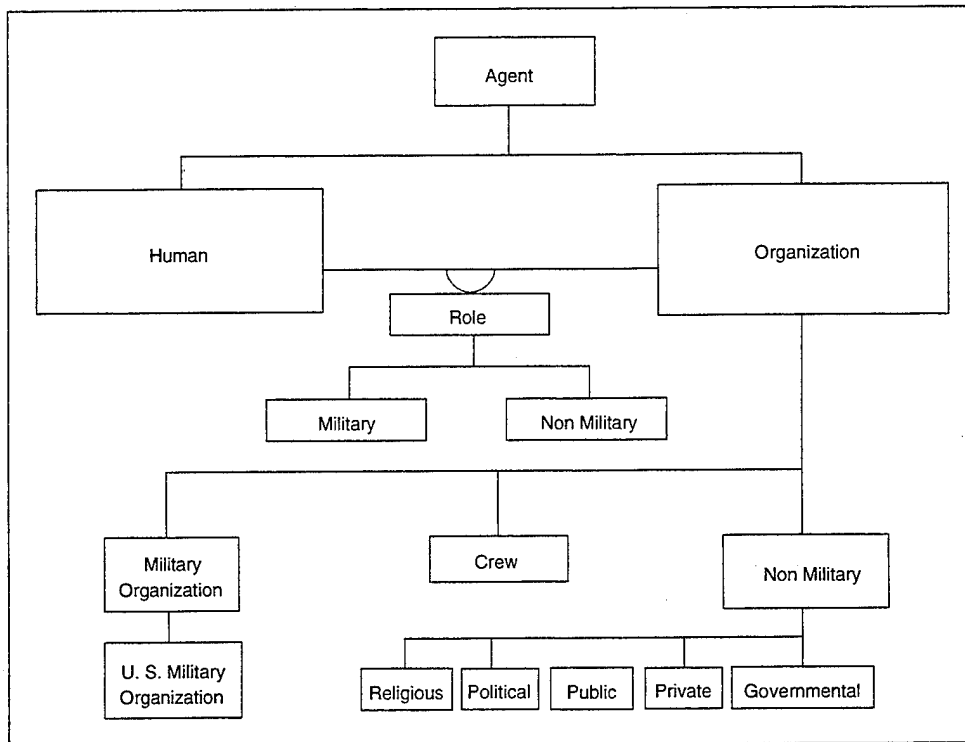 Agent
Human
Organization
Role
Military
Non Military
Military
Organization
Crew
Non Military
U. S. Military
Organization
Religious
Political
Public
Private
Governmental